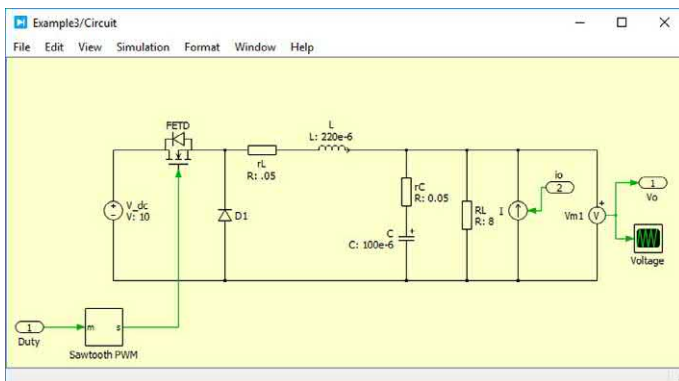 Example3/Circuit
File Edit View Simulation Format Window Help
FETD
L
L: 220e-6
rL
R: .05
V_dc
V: 10
D1
rC
R: 0.05
C
C: 100e-6
+
RL
R: 8
I
io
2
Vm1
+
V
1
Vo
Voltage
1
Duty
m s
Sawtooth PWM